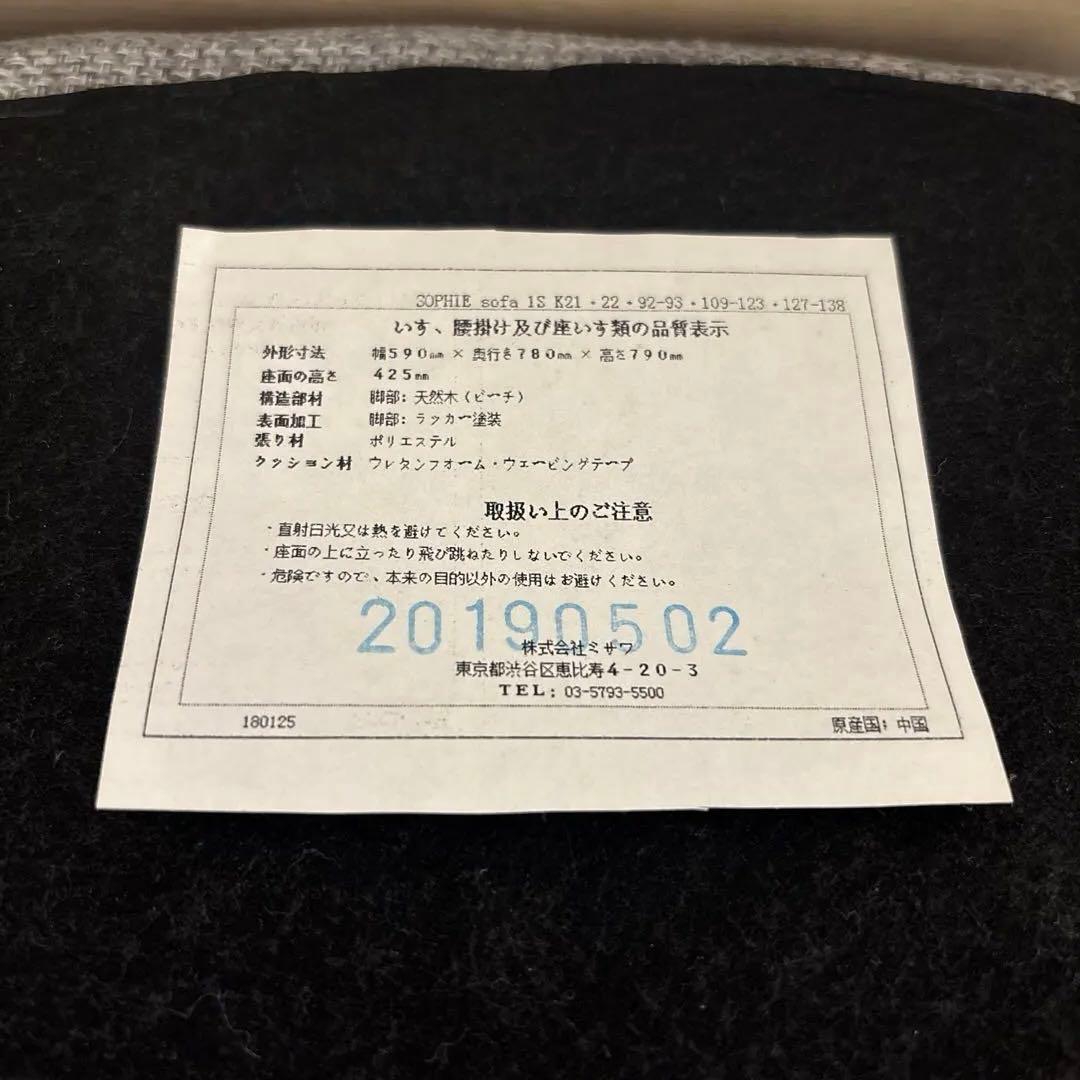 SOPHIE sofa 1S K21・22・92-93・109-123・127-138
いす、腰掛け及び座いす類の品質表示
外形寸法 幅590mm × 奥行き780mm × 高さ790mm
座面の高さ 425mm
構造部材 脚部: 天然木(ビーチ)
表面加工 脚部: ラッカー塗装
張り材 ポリエステル
クッション材 ウレタンフォーム・ウェービングテープ
取扱い上のご注意
・直射日光又は熱を避けてください。
・座面の上に立ったり飛び跳ねたりしないでください。
・危険ですので、本来の目的以外の使用はお避けください。
20190502
株式会社ミサワ
東京都渋谷区恵比寿4-20-3
TEL: 03-5793-5500
180125 原産国: 中国